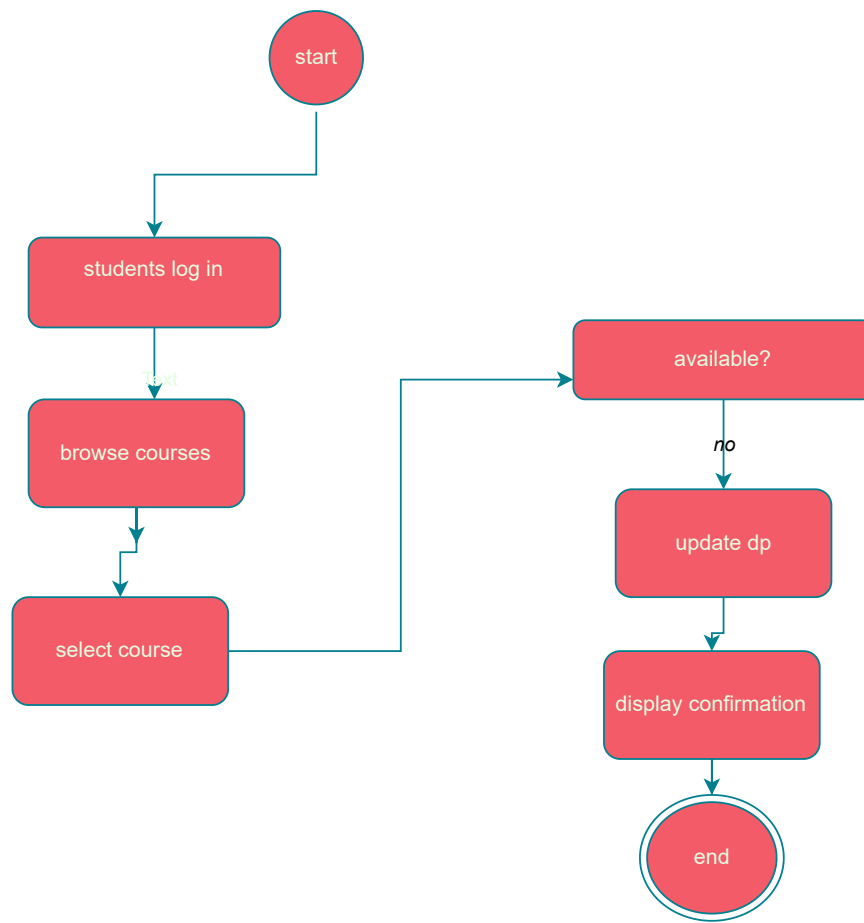 start
students log in
Text
browse courses
select course
available?
no
update dp
display confirmation
end